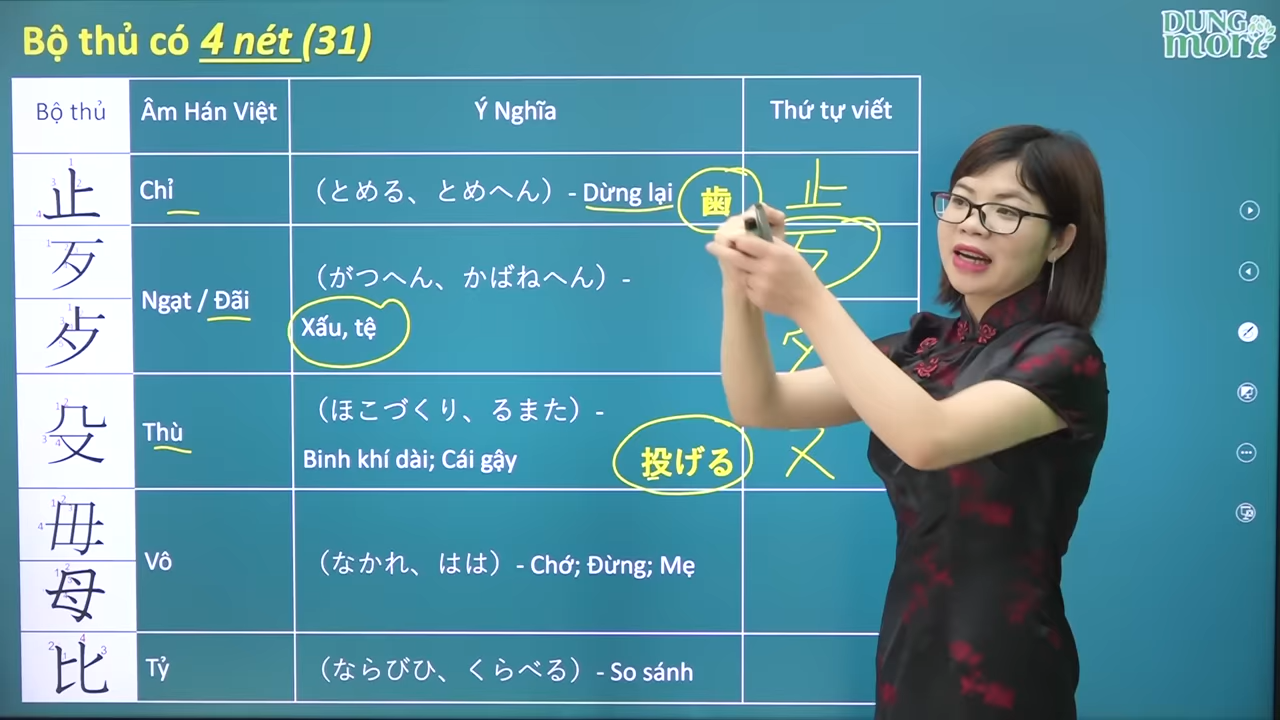 Bộ thủ có 4 nét (31)
DUNG
mori
Bộ thủ
Âm Hán Việt
Ý Nghĩa
Thứ tự viết
止
Chỉ
（とめる、とめへん）- Dừng lại
歯
止
歹
歺
Ngạt / Đãi
（がつへん、かばねへん）-
Xấu, tệ
殳
Thù
（ほこづくり、るまた）-
Binh khí dài; Cái gậy
投げる
毋
母
Vô
（なかれ、はは）- Chớ; Đừng; Mẹ
比
Tỷ
（ならびひ、くらべる）- So sánh